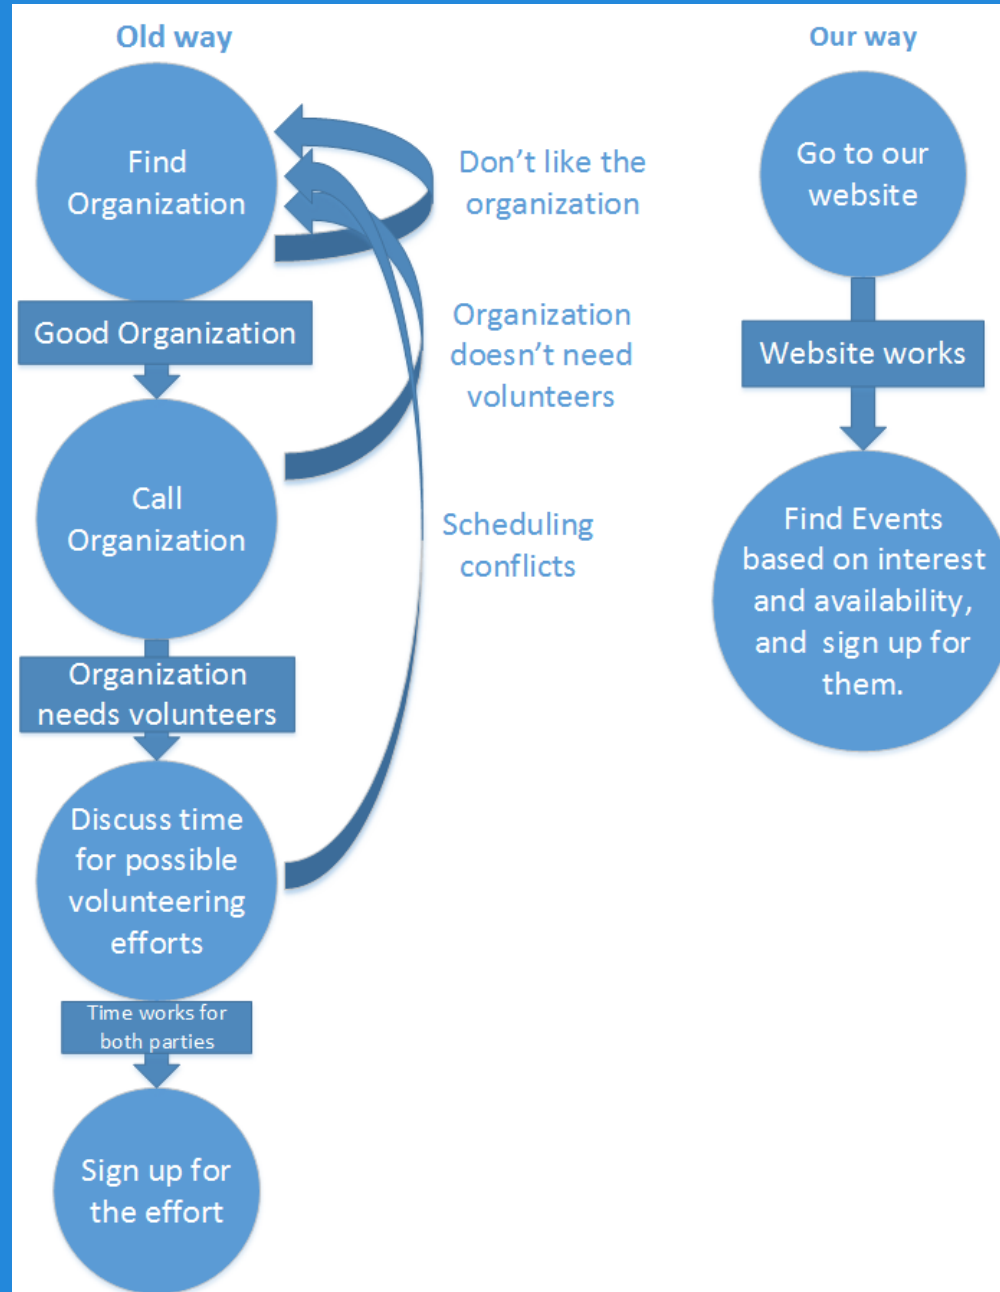 Old way
Find
Organization
Don't like the
organization
Good Organization
Organization
doesn't need
volunteers
Call
Organization
Scheduling
conflicts
Organization
needs volunteers
Discuss time
for possible
volunteering
efforts
Time works for
both parties
Sign up for
the effort
Our way
Go to our
website
Website works
Find Events
based on interest
and availability,
and sign up for
them.